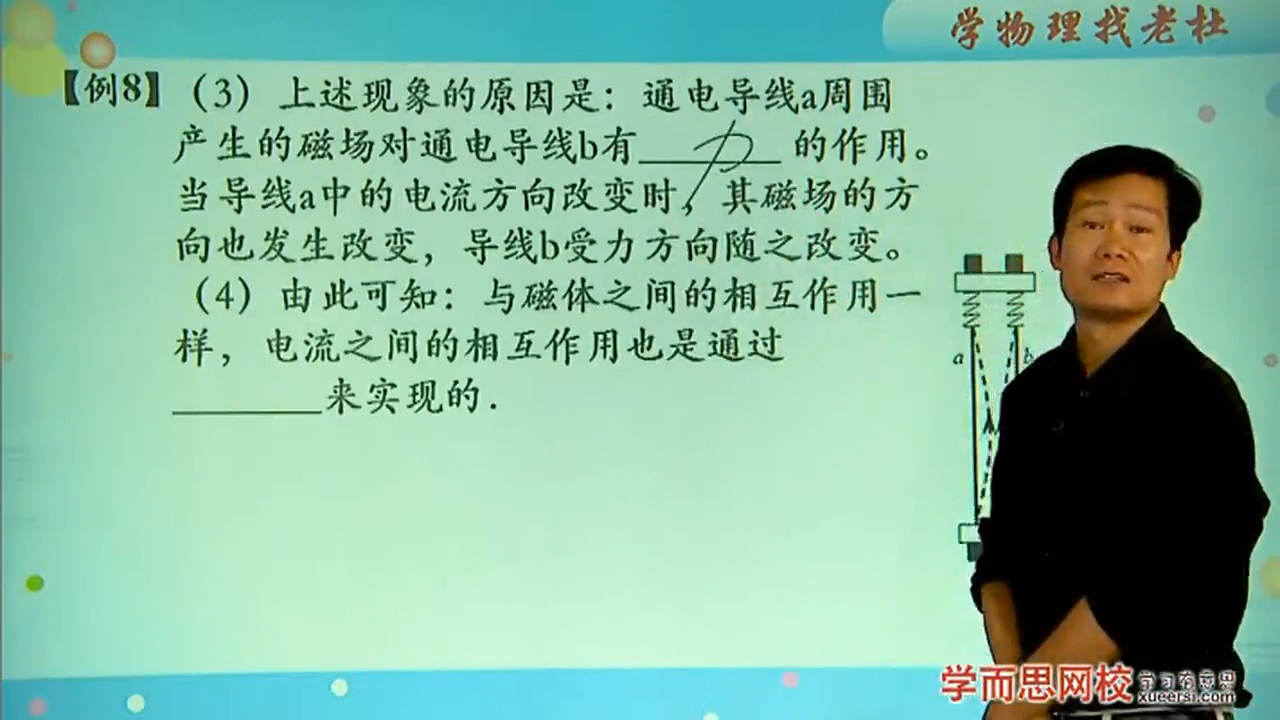 学物理找老杜
【例8】（3）上述现象的原因是：通电导线a周围
产生的磁场对通电导线b有力的作用。
当导线a中的电流方向改变时，其磁场的方
向也发生改变，导线b受力方向随之改变。
（4）由此可知：与磁体之间的相互作用一
样，电流之间的相互作用也是通过
______来实现的.
a b
学而思网校 学习有意思
xueersi.com